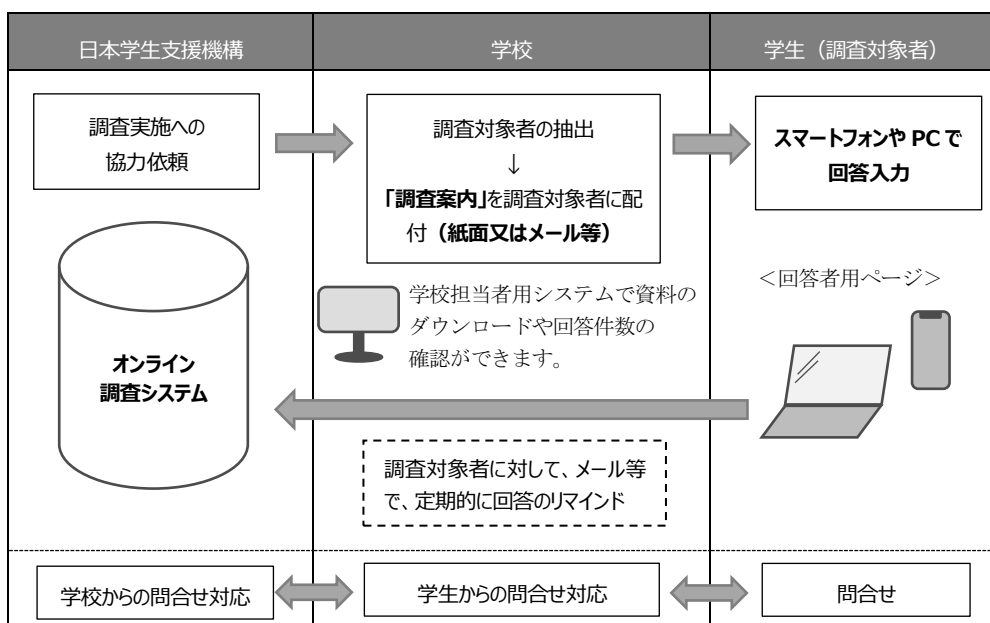 日本学生支援機構
学校
学生（調査対象者）
調査実施への
協力依頼
調査対象者の抽出
↓
「調査案内」を調査対象者に配
付（紙面又はメール等）
スマートフォンや PC で
回答入力
学校担当者用システムで資料の
ダウンロードや回答件数の
確認ができます。
＜回答者用ページ＞
オンライン
調査システム
調査対象者に対して、メール等
で、定期的に回答のリマインド
学校からの問合せ対応
学生からの問合せ対応
問合せ